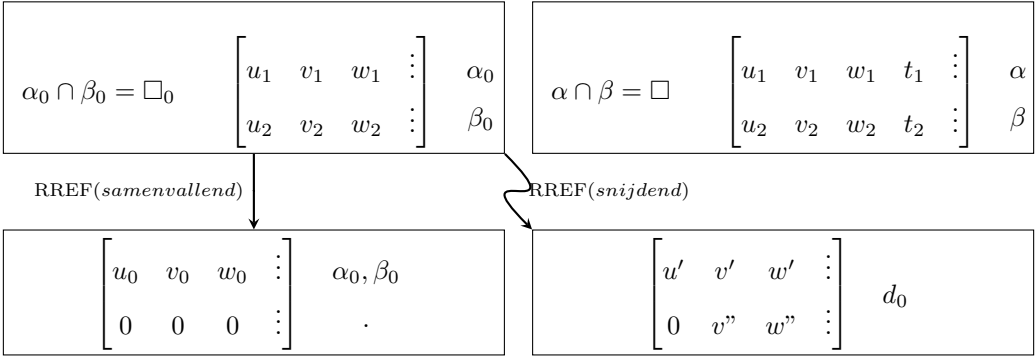 α₀ ∩ β₀ = □₀ [u₁ v₁ w₁ ⋮ α₀
u₂ v₂ w₂ ⋮] β₀
α ∩ β = □ [u₁ v₁ w₁ t₁ ⋮ α
u₂ v₂ w₂ t₂ ⋮] β
RREF(samenvallend)
RREF(snijdend)
[u₀ v₀ w₀ ⋮ α₀, β₀
0 0 0 ⋮] .
[u′ v′ w′ ⋮
0 v” w” ⋮] d₀